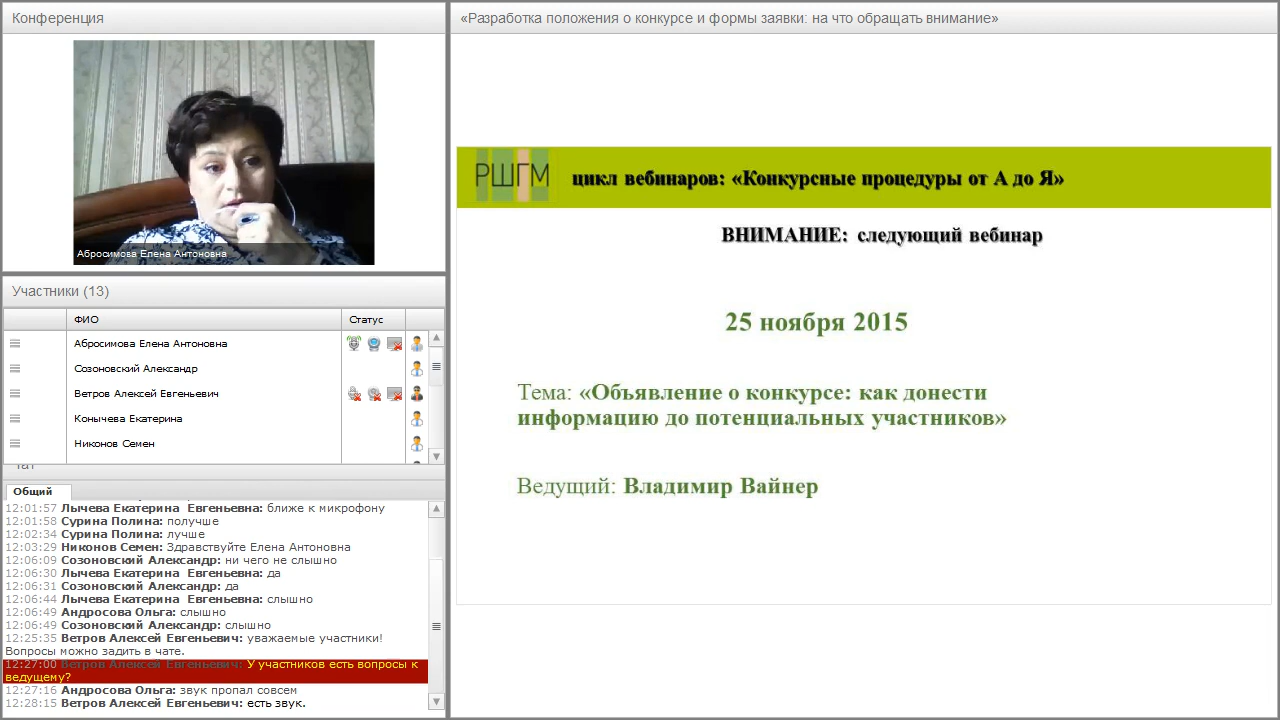 Конференция
Абросимова Елена Антоновна
Участники (13)
ФИО
Статус
Абросимова Елена Антоновна
Созоновский Александр
Ветров Алексей Евгеньевич
Конычева Екатерина
Никонов Семен
Чат
Общий
12:01:57 Лычева Екатерина Евгеньевна: ближе к микрофону
12:01:58 Сурина Полина: получше
12:02:34 Сурина Полина: лучше
12:03:29 Никонов Семен: Здравствуйте Елена Антоновна
12:06:09 Созоновский Александр: ни чего не слышно
12:06:30 Лычева Екатерина Евгеньевна: да
12:06:31 Созоновский Александр: да
12:06:44 Лычева Екатерина Евгеньевна: слышно
12:06:49 Андросова Ольга: слышно
12:06:49 Созоновский Александр: слышно
12:25:35 Ветров Алексей Евгеньевич: уважаемые участники!
Вопросы можно задить в чате.
12:27:00 Ветров Алексей Евгеньевич: У участников есть вопросы к
ведущему?
12:27:16 Андросова Ольга: звук пропал совсем
12:28:15 Ветров Алексей Евгеньевич: есть звук.
«Разработка положения о конкурсе и формы заявки: на что обращать внимание»
РШГМ
цикл вебинаров: «Конкурсные процедуры от А до Я»
ВНИМАНИЕ: следующий вебинар
25 ноября 2015
Тема: «Объявление о конкурсе: как донести
информацию до потенциальных участников»
Ведущий: Владимир Вайнер